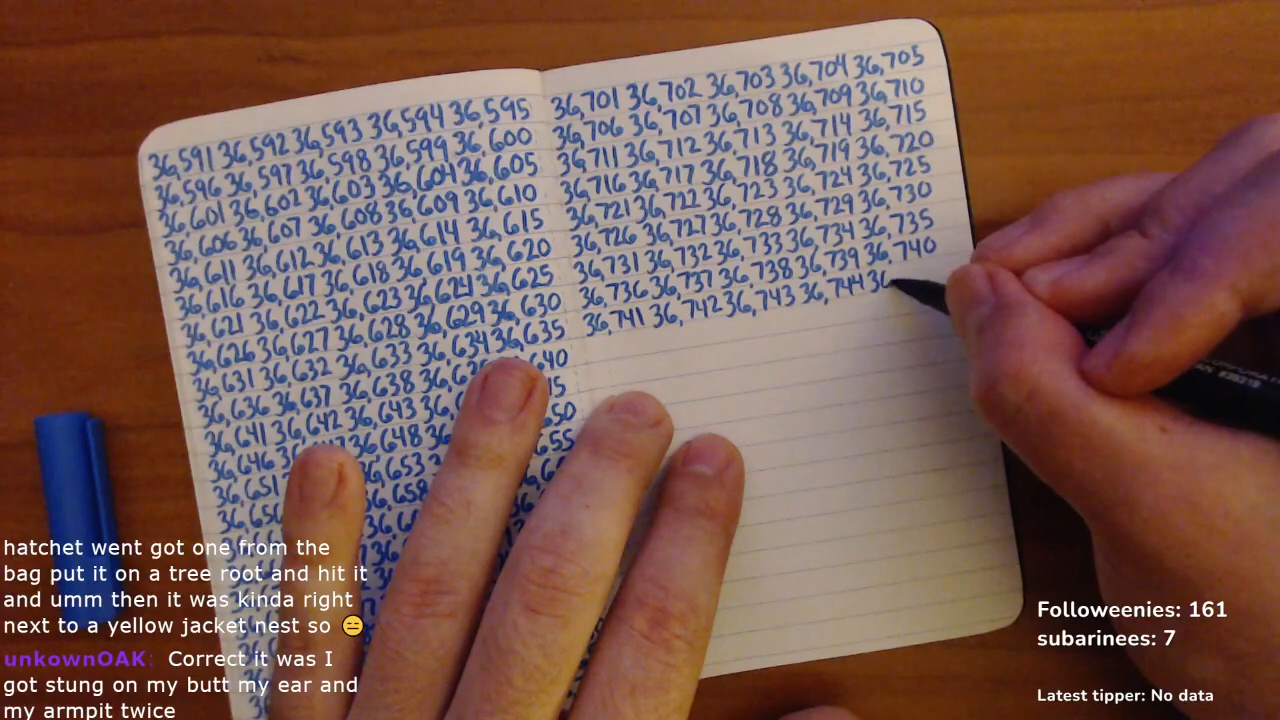 36,591 36,592 36,593 36,594 36,595
36,596 36,597 36,598 36,599 36,600
36,601 36,602 36,603 36,604 36,605
36,606 36,607 36,608 36,609 36,610
36,611 36,612 36,613 36,614 36,615
36,616 36,617 36,618 36,619 36,620
36,621 36,622 36,623 36,624 36,625
36,626 36,627 36,628 36,629 36,630
36,631 36,632 36,633 36,634 36,635
36,636 36,637 36,638 640
36,641 36,642 36,643
36,646 36,648 650
36,651 36,653 655
36,658
36,701 36,702 36,703 36,704 36,705
36,706 36,707 36,708 36,709 36,710
36,711 36,712 36,713 36,714 36,715
36,716 36,717 36,718 36,719 36,720
36,721 36,722 36,723 36,724 36,725
36,726 36,727 36,728 36,729 36,730
36,731 36,732 36,733 36,734 36,735
36,736 36,737 36,738 36,739 36,740
36,741 36,742 36,743 36,744 36,
hatchet went got one from the
bag put it on a tree root and hit it
and umm then it was kinda right
next to a yellow jacket nest so 😑
unkownOAK: Correct it was I
got stung on my butt my ear and
my armpit twice
Followeenies: 161
subarinees: 7
Latest tipper: No data